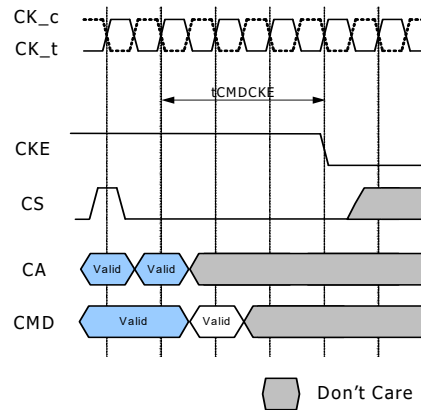 CK_c
CK_t
tCMDCKE
CKE
CS
CA Valid Valid
CMD Valid Valid
Don't Care